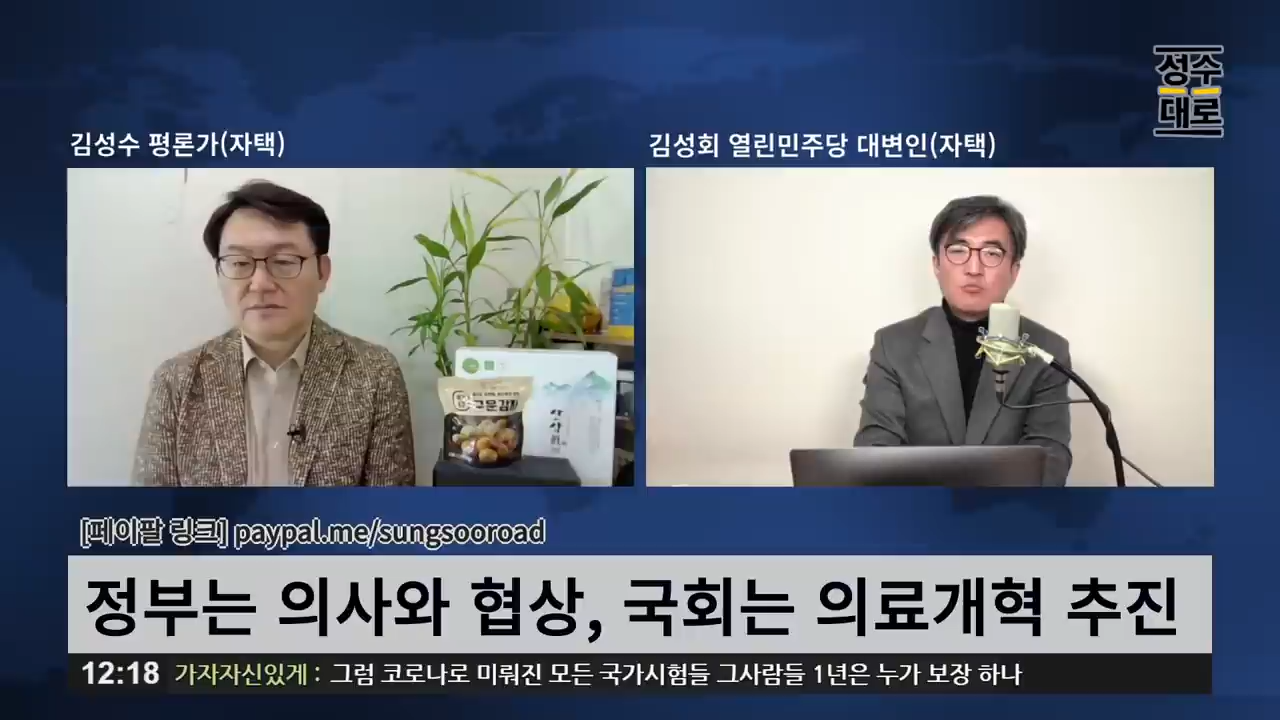 성수
대로
김성수 평론가(자택)
김성회 열린민주당 대변인(자택)
구운감자
[페이팔 링크] paypal.me/sungsooroad
정부는 의사와 협상, 국회는 의료개혁 추진
12:18 가자자신있게 : 그럼 코로나로 미뤄진 모든 국가시험들 그사람들 1년은 누가 보장 하나